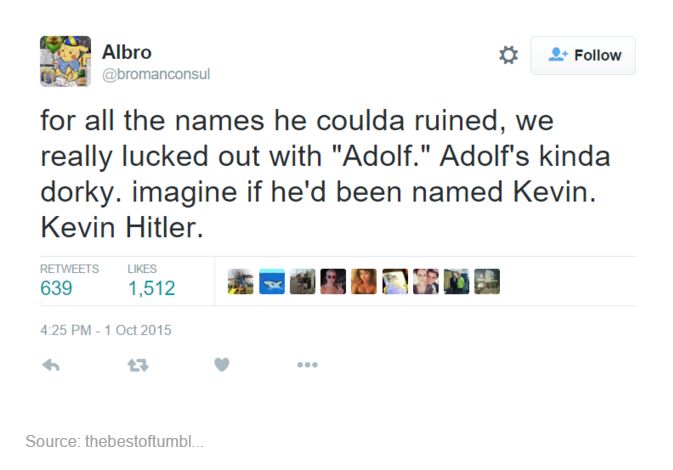 Albro
@bromanconsul
Follow
for all the names he coulda ruined, we
really lucked out with "Adolf." Adolf's kinda
dorky. imagine if he'd been named Kevin.
Kevin Hitler.
RETWEETS LIKES
639 1,512
4:25 PM - 1 Oct 2015
Source: thebestoftumbl...